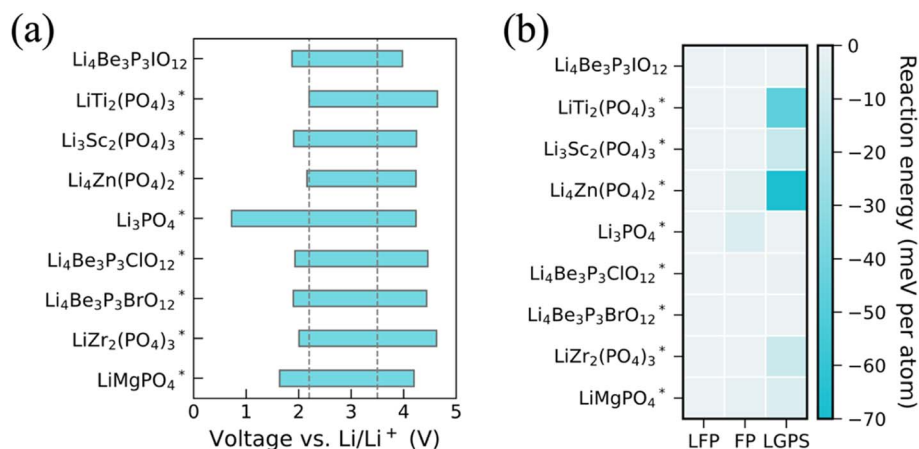 (a)
Li₄Be₃P₃IO₁₂
LiTi₂(PO₄)₃*
Li₃Sc₂(PO₄)₃*
Li₄Zn(PO₄)₂*
Li₃PO₄*
Li₄Be₃P₃ClO₁₂*
Li₄Be₃P₃BrO₁₂*
LiZr₂(PO₄)₃*
LiMgPO₄*
0 1 2 3 4 5
Voltage vs. Li/Li⁺ (V)
(b)
Li₄Be₃P₃IO₁₂
LiTi₂(PO₄)₃*
Li₃Sc₂(PO₄)₃*
Li₄Zn(PO₄)₂*
Li₃PO₄*
Li₄Be₃P₃ClO₁₂*
Li₄Be₃P₃BrO₁₂*
LiZr₂(PO₄)₃*
LiMgPO₄*
LFP FP LGPS
0
−10
−20
−30
−40
−50
−60
−70
Reaction energy (meV per atom)